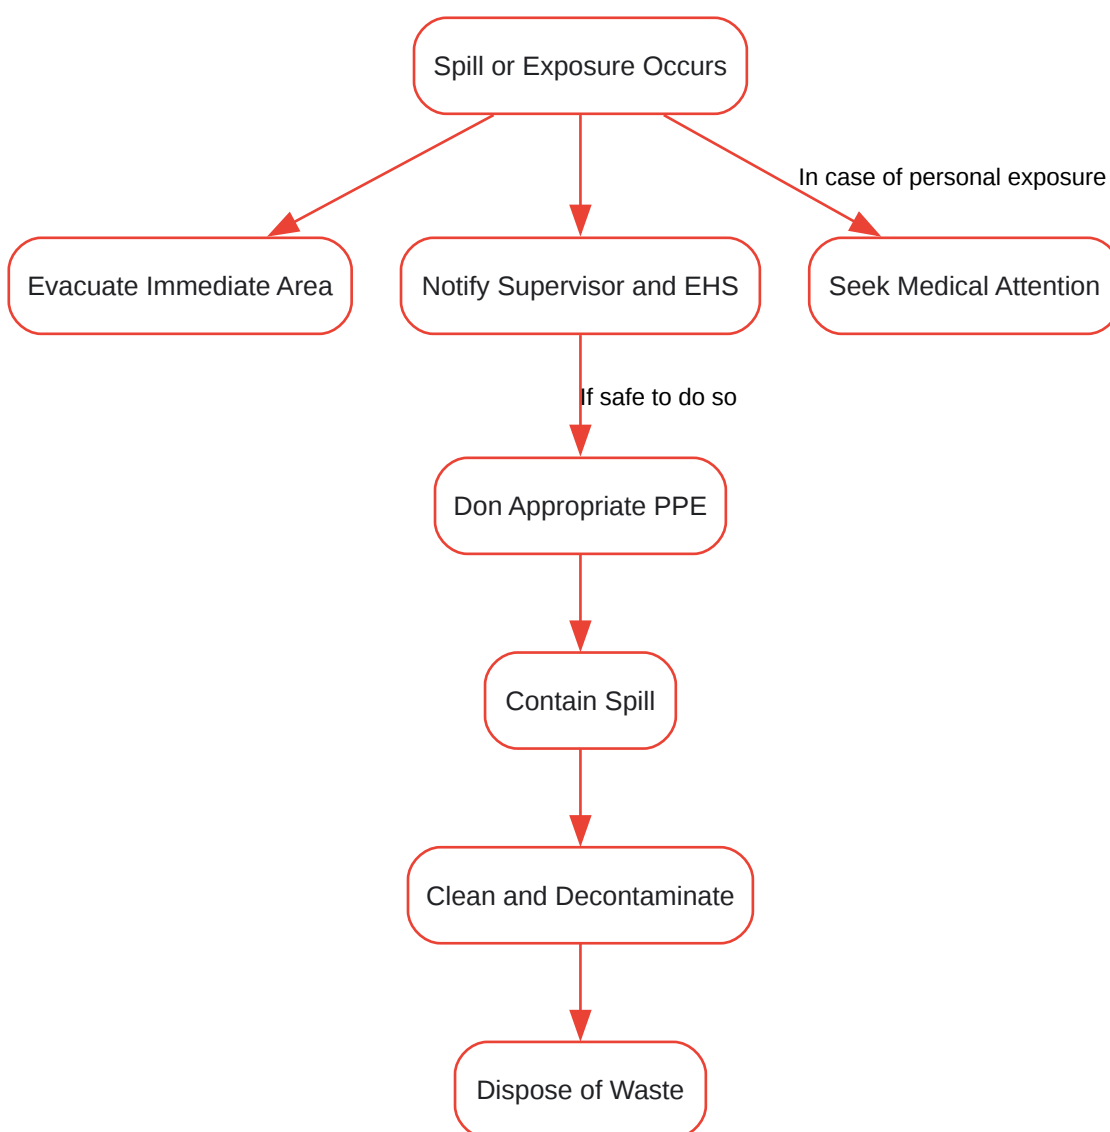 Spill or Exposure Occurs
In case of personal exposure
Evacuate Immediate Area
Notify Supervisor and EHS
Seek Medical Attention
If safe to do so
Don Appropriate PPE
Contain Spill
Clean and Decontaminate
Dispose of Waste